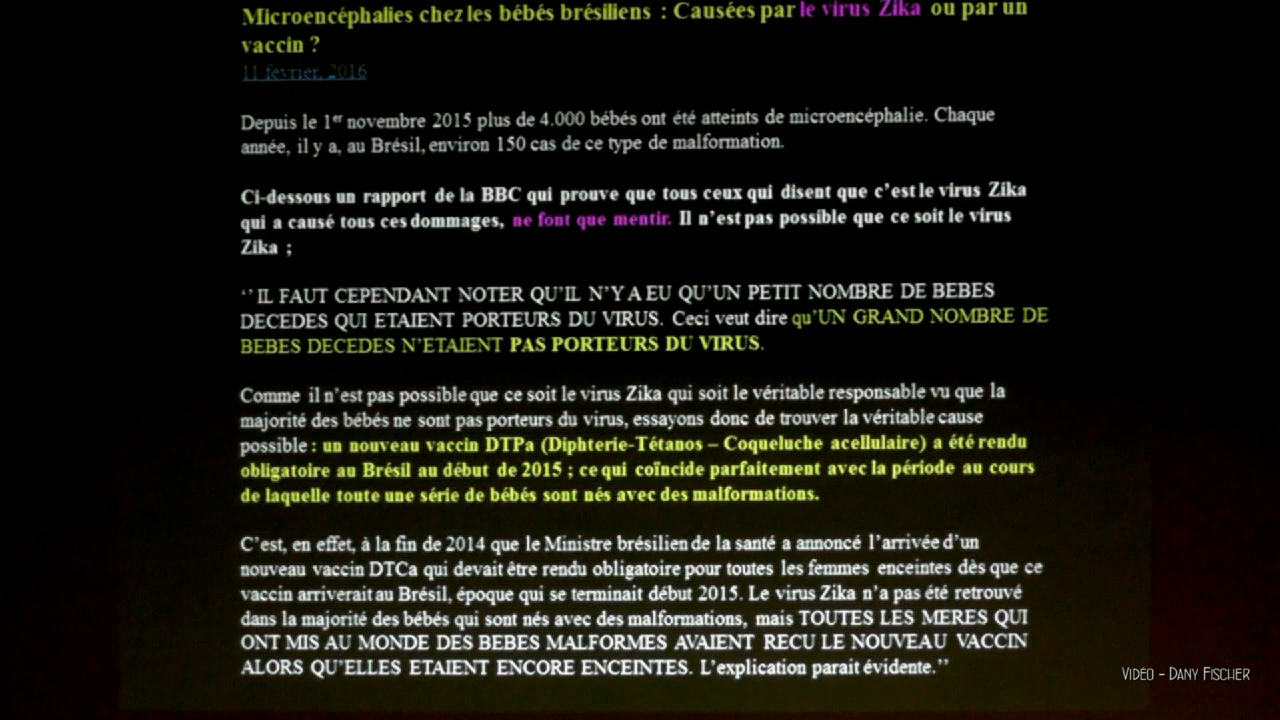 Microencéphalies chez les bébés brésiliens : Causées par le virus Zika ou par un
vaccin ?
11 fevrier, 2016
Depuis le 1er novembre 2015 plus de 4.000 bébés ont été atteints de microencéphalie. Chaque
année, il y a, au Brésil, environ 150 cas de ce type de malformation.
Ci-dessous un rapport de la BBC qui prouve que tous ceux qui disent que c’est le virus Zika
qui a causé tous ces dommages, ne font que mentir. Il n’est pas possible que ce soit le virus
Zika ;
‘’ IL FAUT CEPENDANT NOTER QU’IL N’Y A EU QU’UN PETIT NOMBRE DE BEBES
DECEDES QUI ETAIENT PORTEURS DU VIRUS. Ceci veut dire qu’UN GRAND NOMBRE DE
BEBES DECEDES N’ETAIENT PAS PORTEURS DU VIRUS.
Comme il n’est pas possible que ce soit le virus Zika qui soit le véritable responsable vu que la
majorité des bébés ne sont pas porteurs du virus, essayons donc de trouver la véritable cause
possible : un nouveau vaccin DTPa (Diphterie-Tétanos – Coqueluche acellulaire) a été rendu
obligatoire au Brésil au début de 2015 ; ce qui coïncide parfaitement avec la période au cours
de laquelle toute une série de bébés sont nés avec des malformations.
C’est, en effet, à la fin de 2014 que le Ministre brésilien de la santé a annoncé l’arrivée d’un
nouveau vaccin DTCa qui devait être rendu obligatoire pour toutes les femmes enceintes dès que ce
vaccin arriverait au Brésil, époque qui se terminait début 2015. Le virus Zika n’a pas été retrouvé
dans la majorité des bébés qui sont nés avec des malformations, mais TOUTES LES MERES QUI
ONT MIS AU MONDE DES BEBES MALFORMES AVAIENT RECU LE NOUVEAU VACCIN
ALORS QU’ELLES ETAIENT ENCORE ENCEINTES. L’explication parait évidente.’’
VIDÉO - DANY FISCHER